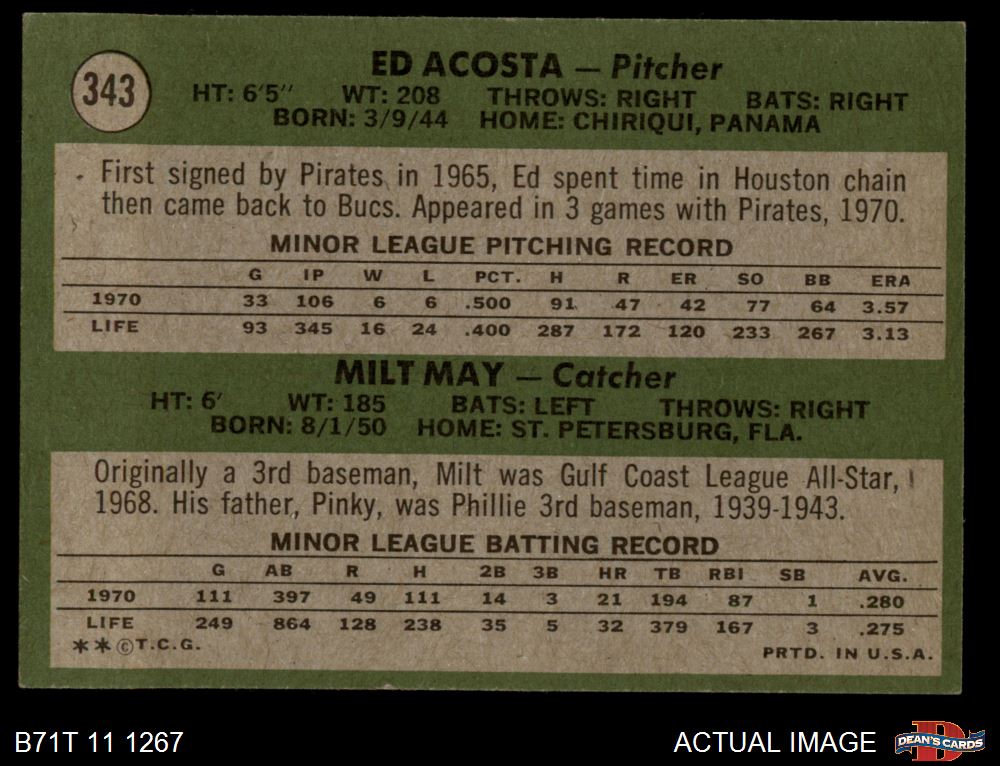 343
ED ACOSTA — Pitcher
HT: 6'5" WT: 208 THROWS: RIGHT BATS: RIGHT
BORN: 3/9/44 HOME: CHIRIQUI, PANAMA
First signed by Pirates in 1965, Ed spent time in Houston chain
then came back to Bucs. Appeared in 3 games with Pirates, 1970.
MINOR LEAGUE PITCHING RECORD
G IP W L PCT. H R ER SO BB ERA
1970 33 106 6 6 .500 91 47 42 77 64 3.57
LIFE 93 345 16 24 .400 287 172 120 233 267 3.13
MILT MAY — Catcher
HT: 6' WT: 185 BATS: LEFT THROWS: RIGHT
BORN: 8/1/50 HOME: ST. PETERSBURG, FLA.
Originally a 3rd baseman, Milt was Gulf Coast League All-Star,
1968. His father, Pinky, was Phillie 3rd baseman, 1939-1943.
MINOR LEAGUE BATTING RECORD
G AB R H 2B 3B HR TB RBI SB AVG.
1970 111 397 49 111 14 3 21 194 87 1 .280
LIFE 249 864 128 238 35 5 32 379 167 3 .275
**©T.C.G. PRTD. IN U.S.A.
B71T 11 1267 ACTUAL IMAGE D DEAN'S CARDS